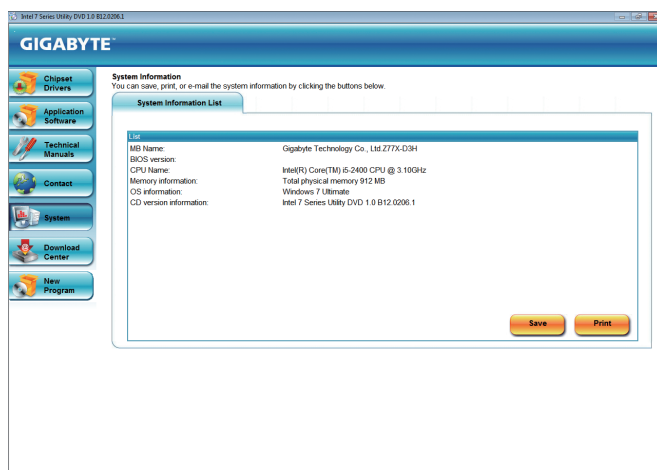 Intel 7 Series Utility DVD 1.0 B12.0206.1
GIGABYTE™
Chipset
Drivers
Application
Software
Technical
Manuals
Contact
System
Download
Center
New
Program
System Information
You can save, print, or e-mail the system information by clicking the buttons below.
System Information List
List
MB Name: Gigabyte Technology Co., Ltd.Z77X-D3H
BIOS version:
CPU Name: Intel(R) Core(TM) i5-2400 CPU @ 3.10GHz
Memory information: Total physical memory 912 MB
OS information: Windows 7 Ultimate
CD version information: Intel 7 Series Utility DVD 1.0 B12.0206.1
Save Print